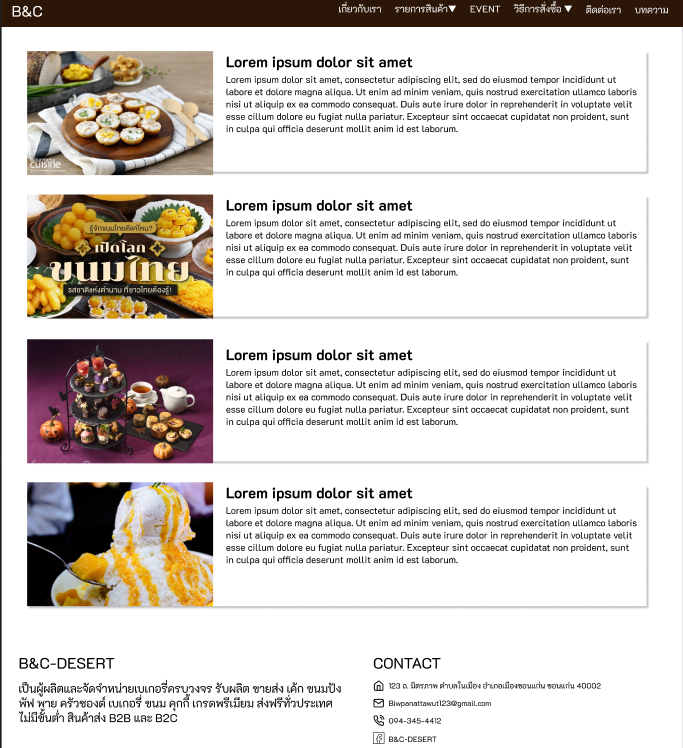 B&C
เกี่ยวกับเรา รายการสินค้า▼ EVENT วิธีการสั่งซื้อ ▼ ติดต่อเรา บทความ
Lorem ipsum dolor sit amet
Lorem ipsum dolor sit amet, consectetur adipiscing elit, sed do eiusmod tempor incididunt ut
labore et dolore magna aliqua. Ut enim ad minim veniam, quis nostrud exercitation ullamco laboris
nisi ut aliquip ex ea commodo consequat. Duis aute irure dolor in reprehenderit in voluptate velit
esse cillum dolore eu fugiat nulla pariatur. Excepteur sint occaecat cupidatat non proident, sunt
in culpa qui officia deserunt mollit anim id est laborum.
cuisine
รู้จักขนมไทยดีแค่ไหน?
เปิดโลก
ขนมไทย
รสชาติแห่งตำนาน ที่ชาวไทยต้องรู้!
Lorem ipsum dolor sit amet
Lorem ipsum dolor sit amet, consectetur adipiscing elit, sed do eiusmod tempor incididunt ut
labore et dolore magna aliqua. Ut enim ad minim veniam, quis nostrud exercitation ullamco laboris
nisi ut aliquip ex ea commodo consequat. Duis aute irure dolor in reprehenderit in voluptate velit
esse cillum dolore eu fugiat nulla pariatur. Excepteur sint occaecat cupidatat non proident, sunt
in culpa qui officia deserunt mollit anim id est laborum.
Lorem ipsum dolor sit amet
Lorem ipsum dolor sit amet, consectetur adipiscing elit, sed do eiusmod tempor incididunt ut
labore et dolore magna aliqua. Ut enim ad minim veniam, quis nostrud exercitation ullamco laboris
nisi ut aliquip ex ea commodo consequat. Duis aute irure dolor in reprehenderit in voluptate velit
esse cillum dolore eu fugiat nulla pariatur. Excepteur sint occaecat cupidatat non proident, sunt
in culpa qui officia deserunt mollit anim id est laborum.
Lorem ipsum dolor sit amet
Lorem ipsum dolor sit amet, consectetur adipiscing elit, sed do eiusmod tempor incididunt ut
labore et dolore magna aliqua. Ut enim ad minim veniam, quis nostrud exercitation ullamco laboris
nisi ut aliquip ex ea commodo consequat. Duis aute irure dolor in reprehenderit in voluptate velit
esse cillum dolore eu fugiat nulla pariatur. Excepteur sint occaecat cupidatat non proident, sunt
in culpa qui officia deserunt mollit anim id est laborum.
B&C-DESERT
เป็นผู้ผลิตและจัดจำหน่ายเบเกอรี่ครบวงจร รับผลิต ขายส่ง เค้ก ขนมปัง
พัฟ พาย ครัวซองต์ เบเกอรี่ ขนม คุกกี้ เกรดพรีเมียม ส่งฟรีทั่วประเทศ
ไม่มีขั้นต่ำ สินค้าส่ง B2B และ B2C
CONTACT
123 ถ. มิตรภาพ ตำบลในเมือง อำเภอเมืองขอนแก่น ขอนแก่น 40002
Biwpanattawut123@gmail.com
094-345-4412
B&C-DESERT